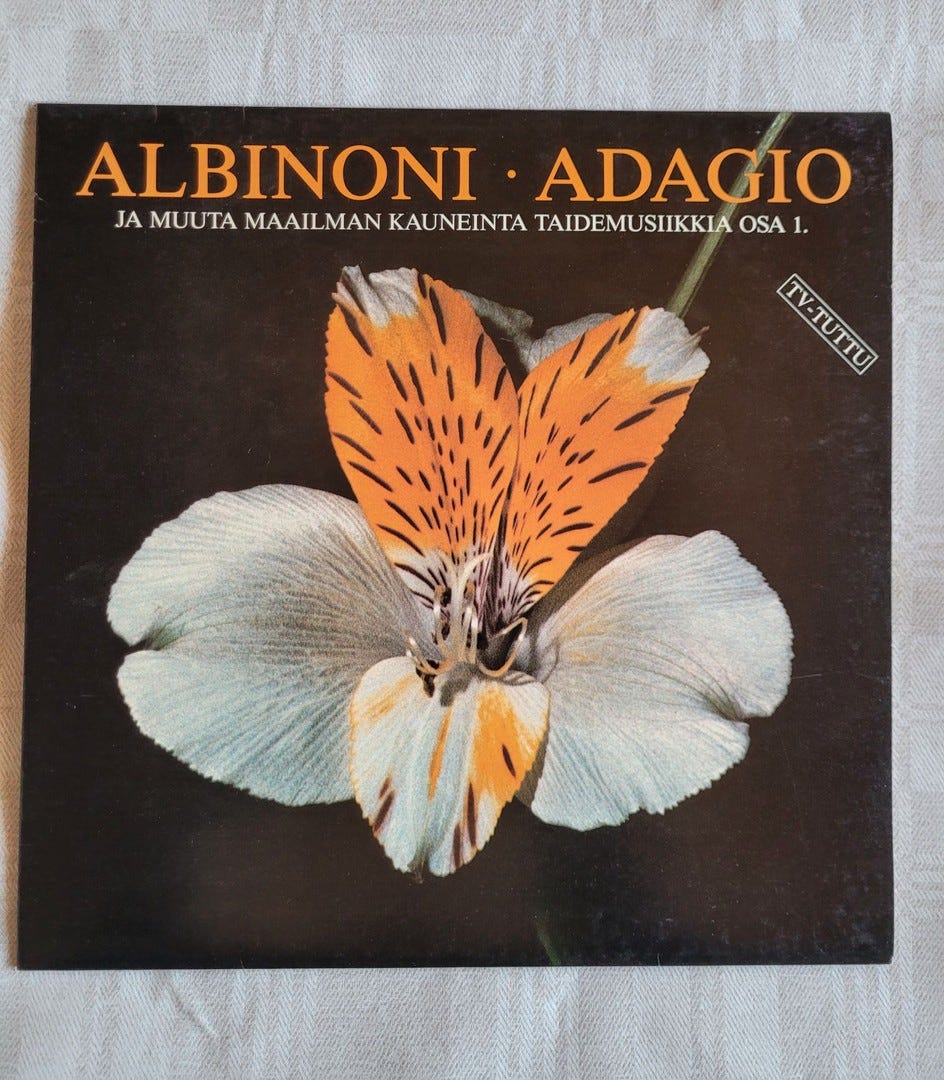 ALBINONI · ADAGIO
JA MUUTA MAAILMAN KAUNEINTA TAIDEMUSIIKKIA OSA 1.
TV-TUTTU